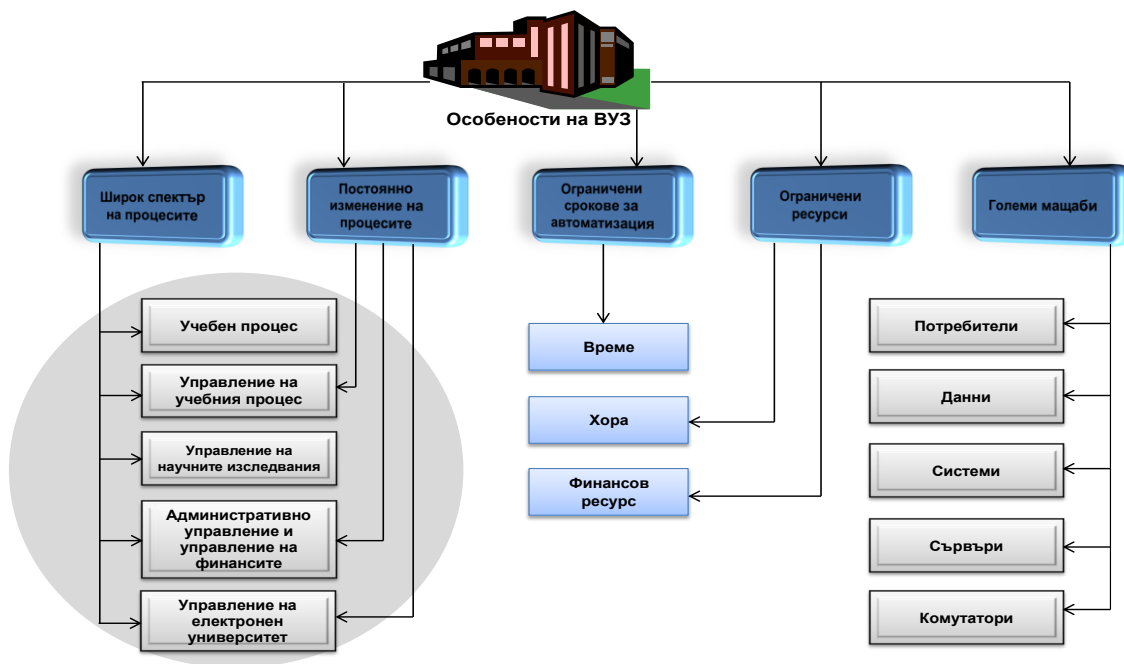 Особености на ВУЗ
Широк спектър
на процесите
Постоянно
изменение на
процесите
Ограничени
срокове за
автоматизация
Ограничени
ресурси
Големи мащаби
Учебен процес
Управление на
учебния процес
Управление на
научните изследвания
Административно
управление и
управление на
финансите
Управление на
електронен
университет
Време
Хора
Финансов
ресурс
Потребители
Данни
Системи
Сървъри
Комутатори